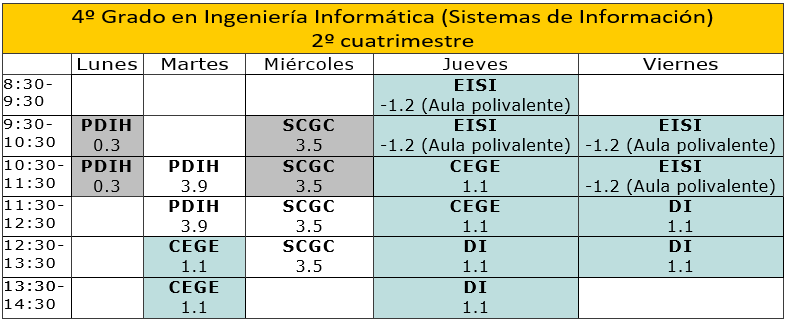 4º Grado en Ingeniería Informática (Sistemas de Información)
2º cuatrimestre
Lunes Martes Miércoles Jueves Viernes
8:30-
9:30
EISI
-1.2 (Aula polivalente)
9:30-
10:30
PDIH SCGC EISI EISI
0.3 3.5 -1.2 (Aula polivalente) -1.2 (Aula polivalente)
10:30-
11:30
PDIH PDIH SCGC CEGE EISI
0.3 3.9 3.5 1.1 -1.2 (Aula polivalente)
11:30-
12:30
PDIH SCGC CEGE DI
3.9 3.5 1.1 1.1
12:30-
13:30
CEGE SCGC DI DI
1.1 3.5 1.1 1.1
13:30-
14:30
CEGE DI
1.1 1.1